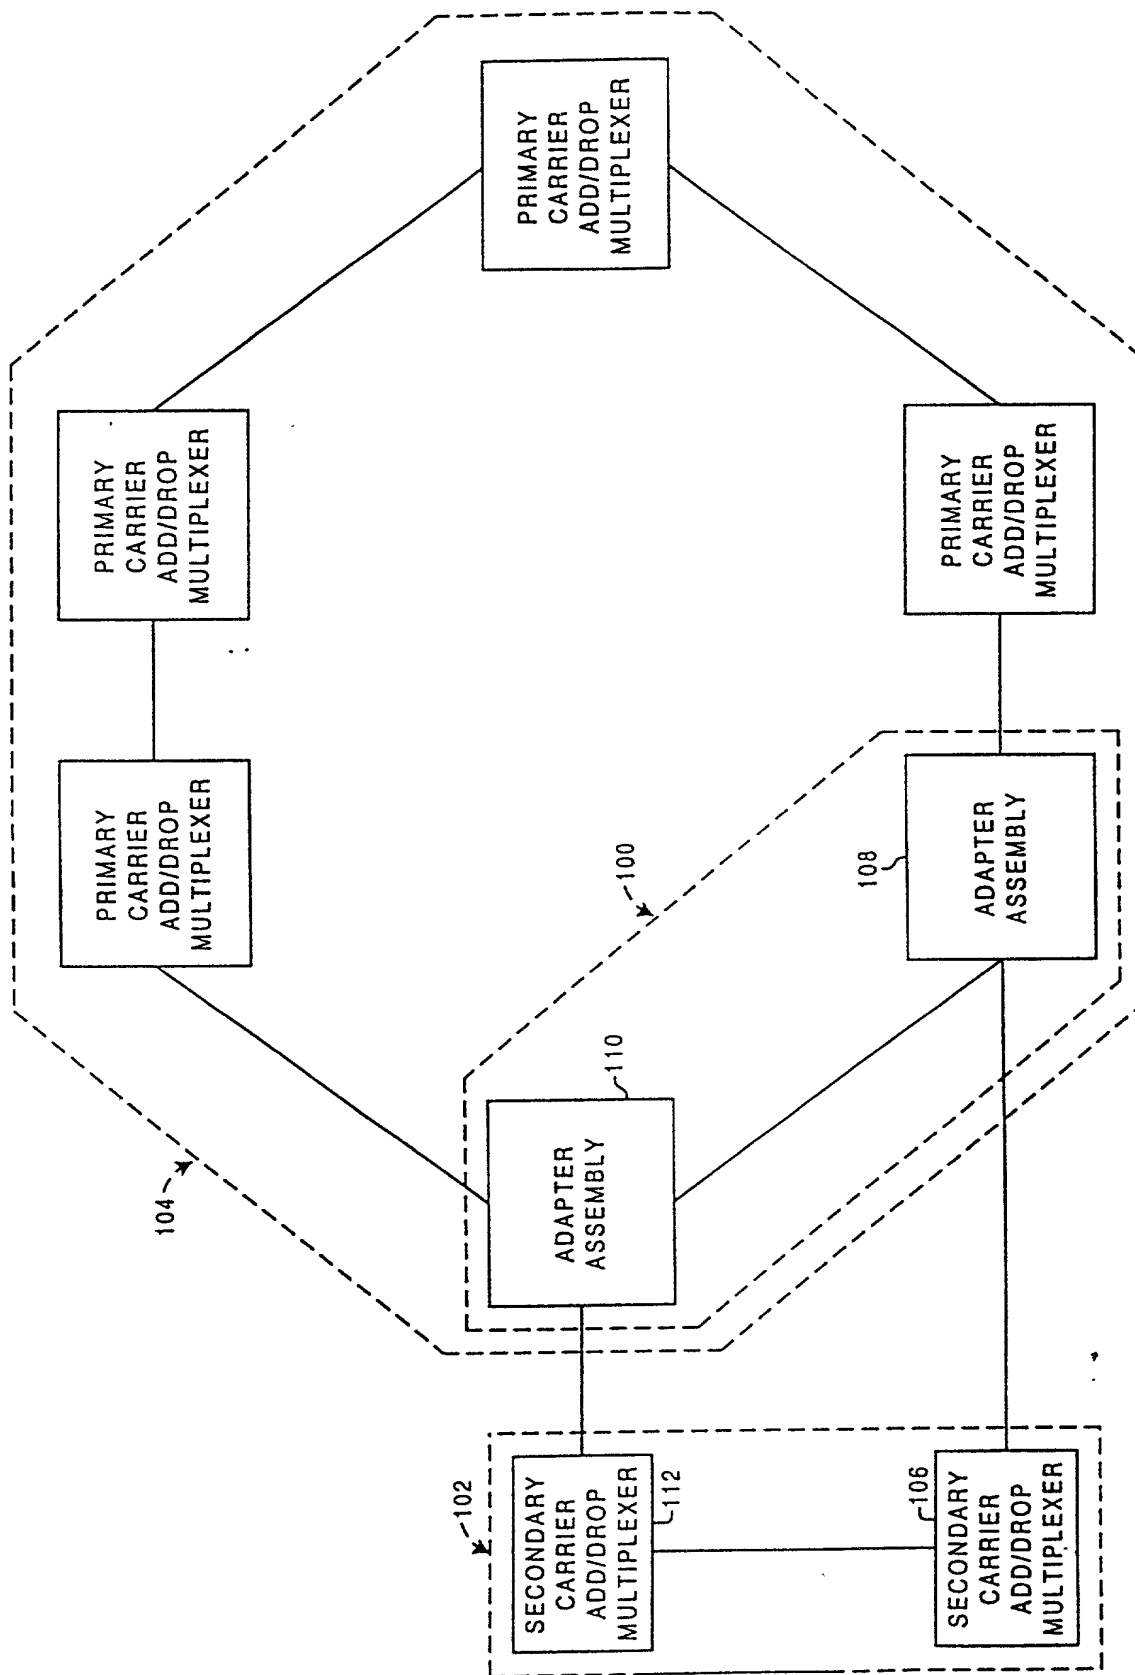 PRIMARY
CARRIER
ADD/DROP
MULTIPLEXER
PRIMARY
CARRIER
ADD/DROP
MULTIPLEXER
PRIMARY
CARRIER
ADD/DROP
MULTIPLEXER
PRIMARY
CARRIER
ADD/DROP
MULTIPLEXER
100
108
ADAPTER
ASSEMBLY
110
ADAPTER
ASSEMBLY
104
102
SECONDARY
CARRIER
ADD/DROP
MULTIPLEXER
112
106
SECONDARY
CARRIER
ADD/DROP
MULTIPLEXER